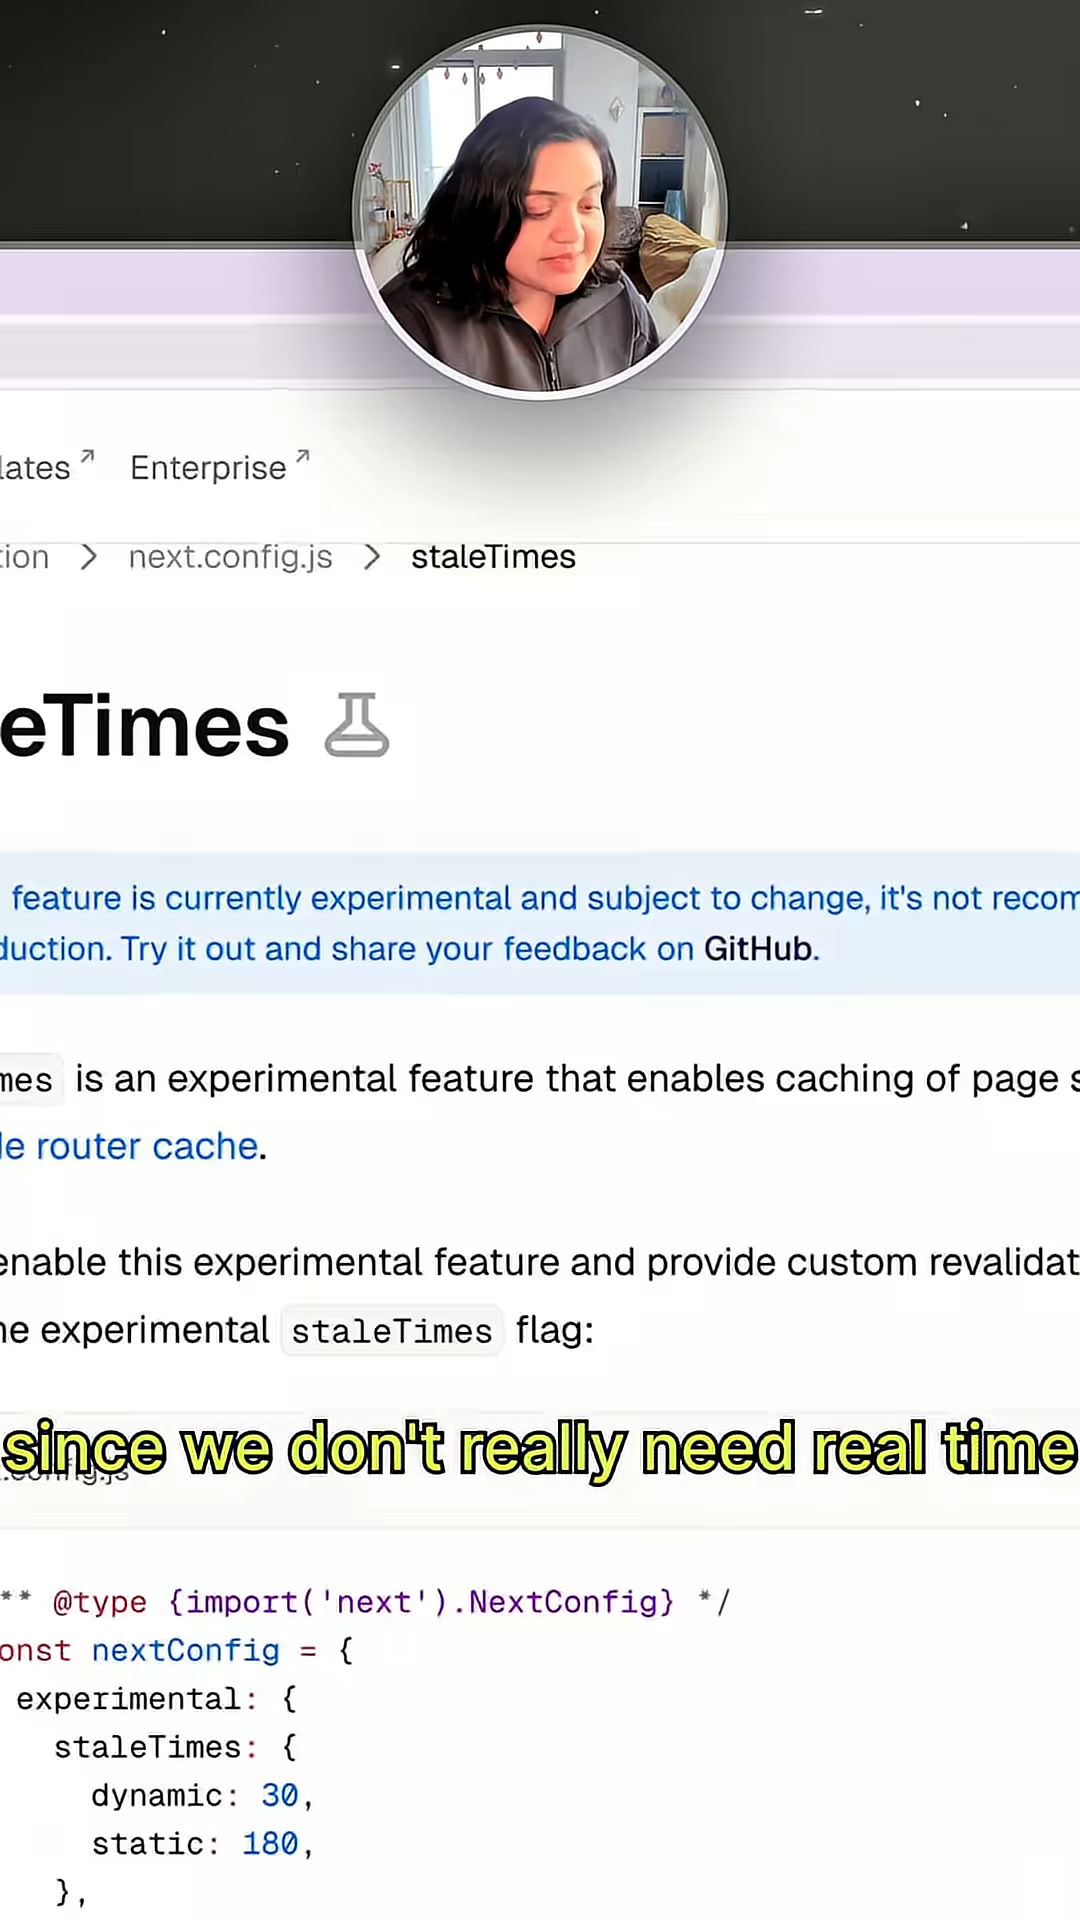 lates ↗ Enterprise ↗
tion > next.config.js > staleTimes
eTimes
feature is currently experimental and subject to change, it's not recom
duction. Try it out and share your feedback on GitHub.
mes is an experimental feature that enables caching of page s
le router cache.
enable this experimental feature and provide custom revalidat
he experimental staleTimes flag:
since we don't really need real time
.config.js
** @type {import('next').NextConfig} */
onst nextConfig = {
experimental: {
staleTimes: {
dynamic: 30,
static: 180,
},